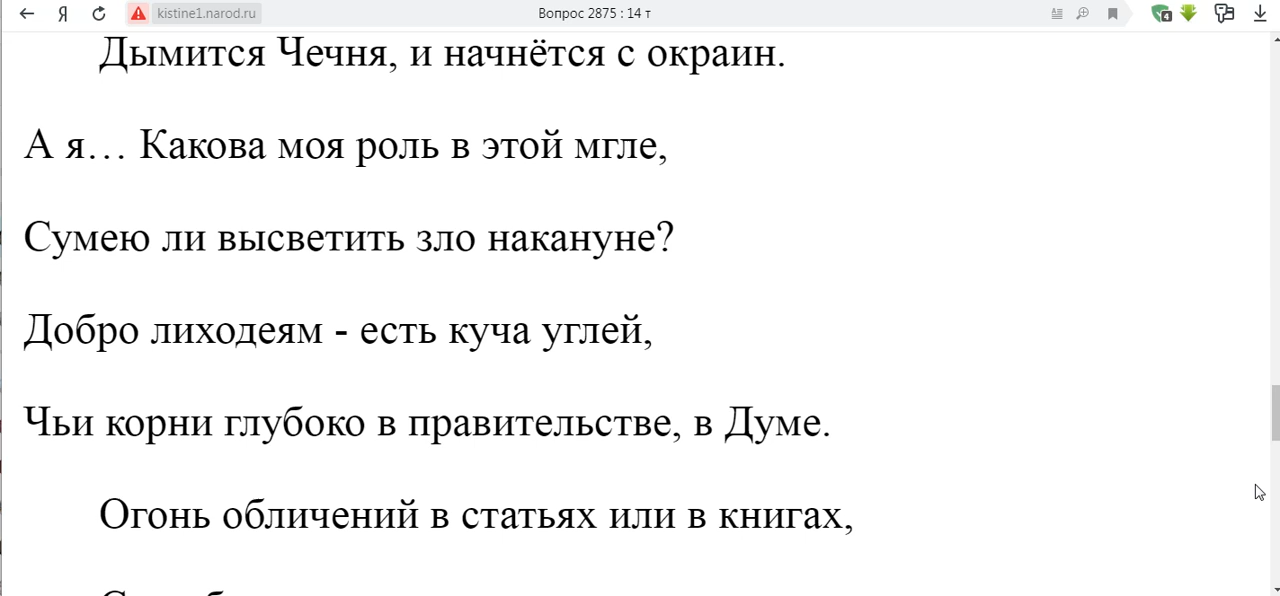 Я
kistine1.narod.ru
Вопрос 2875 : 14 т
4
Дымится Чечня, и начнётся с окраин.
А я… Какова моя роль в этой мгле,
Сумею ли высветить зло накануне?
Добро лиходеям - есть куча углей,
Чьи корни глубоко в правительстве, в Думе.
Огонь обличений в статьях или в книгах,